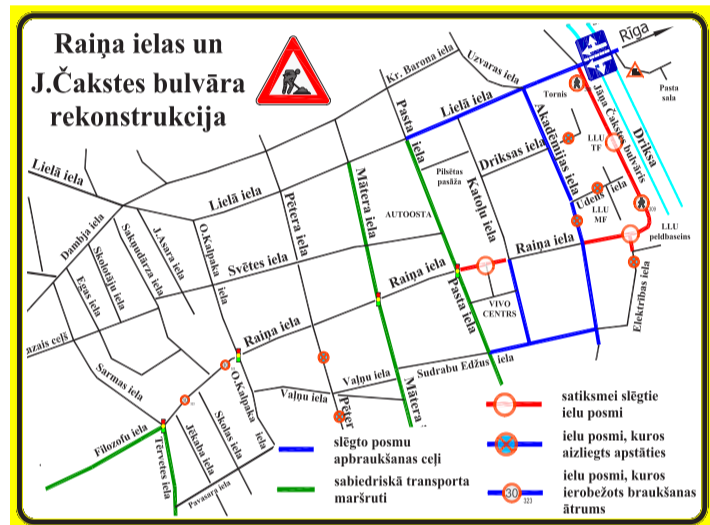 Raiņa ielas un
J.Čakstes bulvāra
rekonstrukcija
Rīga
Kr. Barona iela
Uzvaras iela
Pasta
sala
Tornis
Jāņa Čakstes bulvāris
Driksa
Pasta iela
Lielā iela
Akadēmijas iela
LLU
TF
Driksas iela
Pilsētas
pasāža
Katoļu iela
Lielā iela
Mātera iela
Pētera iela
Lielā iela
Ūdens iela
LLU
MF
AUTOOSTA
LLU
peldbaseins
Dambja iela
J.Asara iela
Sakņudārza iela
Skolotāju iela
Egas iela
O.Kalpaka iela
Svētes iela
Raiņa iela
Raiņa iela
Pasta iela
VIVO
CENTRS
Elektrības iela
Raiņa iela
nzais ceļš
Sarmas iela
O.Kalpaka iela
Sudrabu Edžus iela
Vaļņu iela
Vaļņu iela
Mātera
Pēter
Filozofu iela
Tērvetes iela
Jēkaba iela
Skolas iela
Pavasara iela
slēgto posmu
apbraukšanas ceļi
sabiedriskā transporta
maršruti
satiksmei slēgtie
ielu posmi
ielu posmi, kuros
aizliegts apstāties
30
323
ielu posmi, kuros
ierobežots braukšanas
ātrums